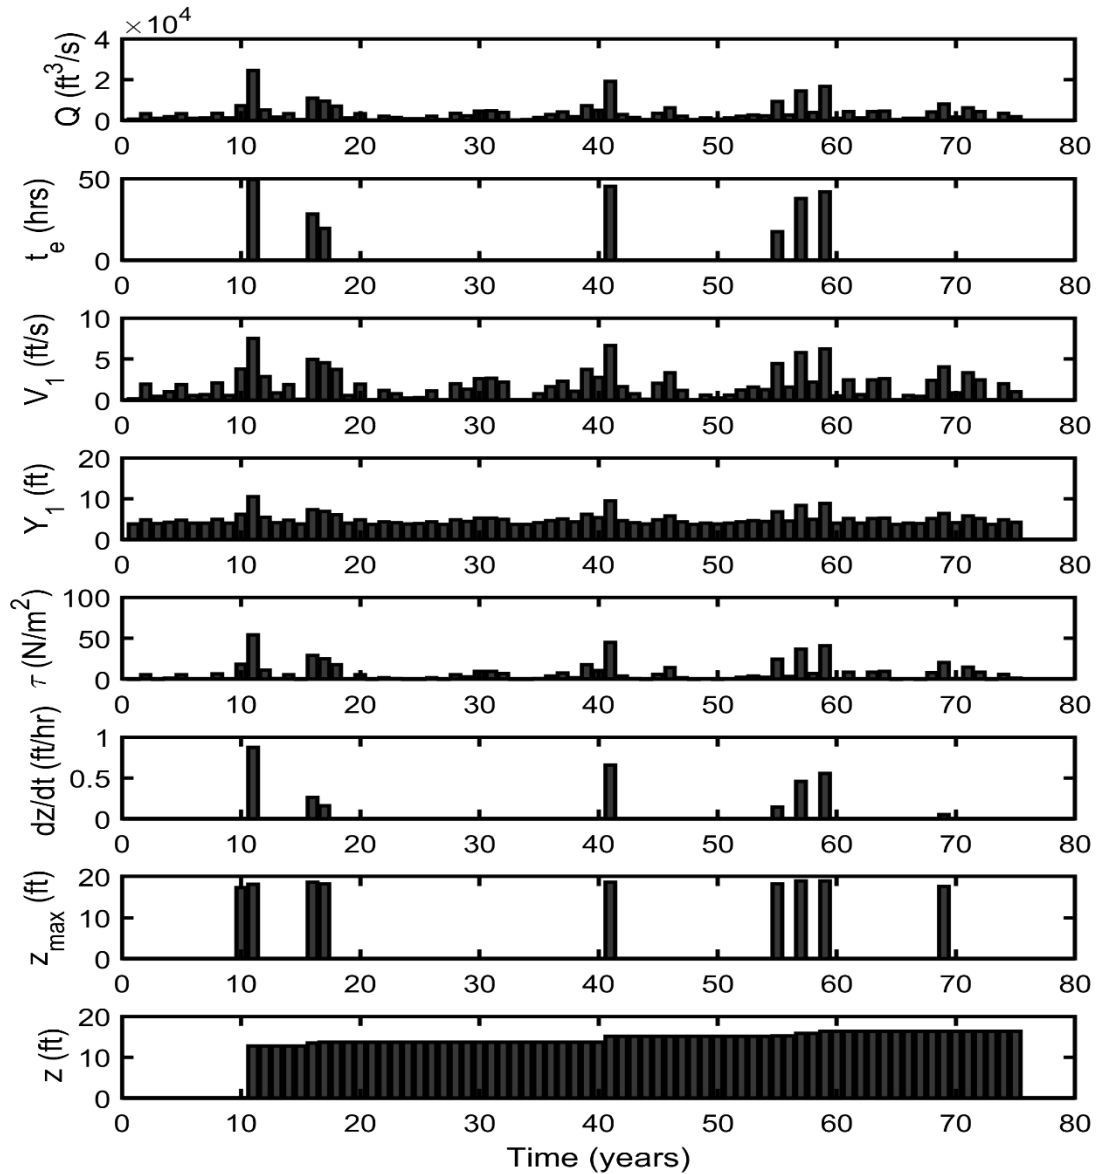 ×10⁴
Q (ft³/s)
4
2
0
0 10 20 30 40 50 60 70 80
t_e (hrs)
50
0
0 10 20 30 40 50 60 70 80
V₁ (ft/s)
10
5
0
0 10 20 30 40 50 60 70 80
Y₁ (ft)
20
10
0
0 10 20 30 40 50 60 70 80
τ (N/m²)
100
50
0
0 10 20 30 40 50 60 70 80
dz/dt (ft/hr)
1
0.5
0
0 10 20 30 40 50 60 70 80
z_max (ft)
20
10
0
0 10 20 30 40 50 60 70 80
z (ft)
20
10
0
0 10 20 30 40 50 60 70 80
Time (years)